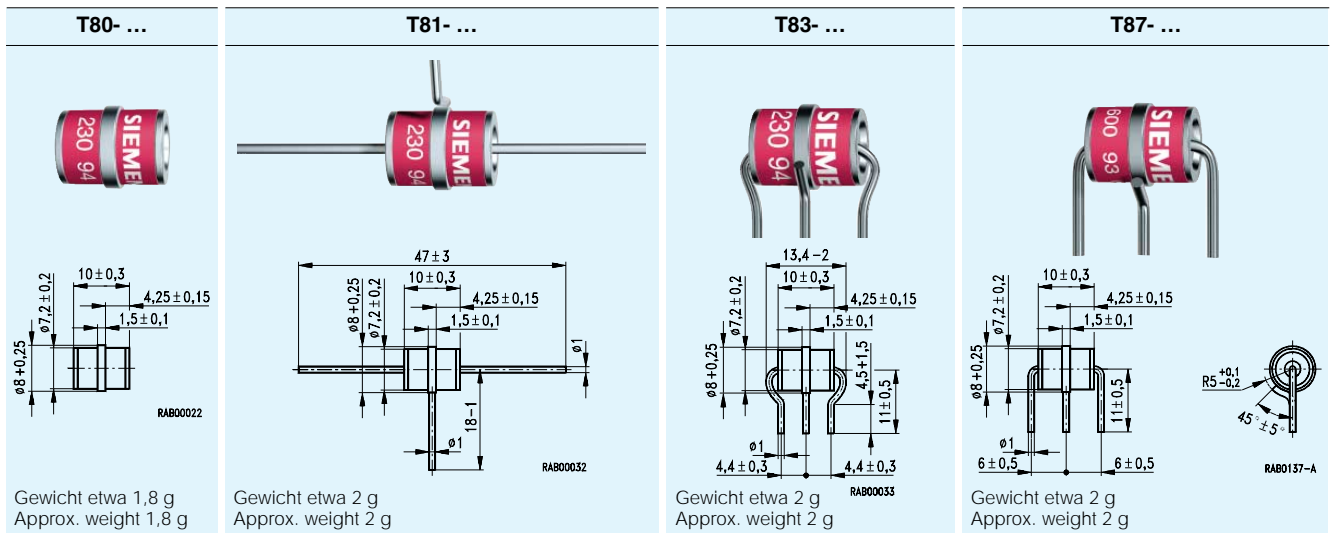 T80- ...
T81- ...
T83- ...
T87- ...
230 94
SIEME
230 94
SIEM
230 94
SIEME
600 93
SIEME
10±0,3
4,25±0,15
1,5±0,1
ø7,2±0,2
ø8+0,25
RAB00022
Gewicht etwa 1,8 g
Approx. weight 1,8 g
47±3
10±0,3
4,25±0,15
1,5±0,1
ø8+0,25
ø7,2±0,2
ø1
18-1
ø1
RAB00032
Gewicht etwa 2 g
Approx. weight 2 g
13,4-2
10±0,3
4,25±0,15
1,5±0,1
ø7,2±0,2
ø8+0,25
4,5±1,5
11±0,5
ø1
4,4±0,3
4,4±0,3
RAB00033
Gewicht etwa 2 g
Approx. weight 2 g
10±0,3
4,25±0,15
1,5±0,1
ø7,2±0,2
ø8+0,25
11±0,5
ø1
6±0,5
6±0,5
R5 +0,1 -0,2
45°±5°
RAB0137-A
Gewicht etwa 2 g
Approx. weight 2 g